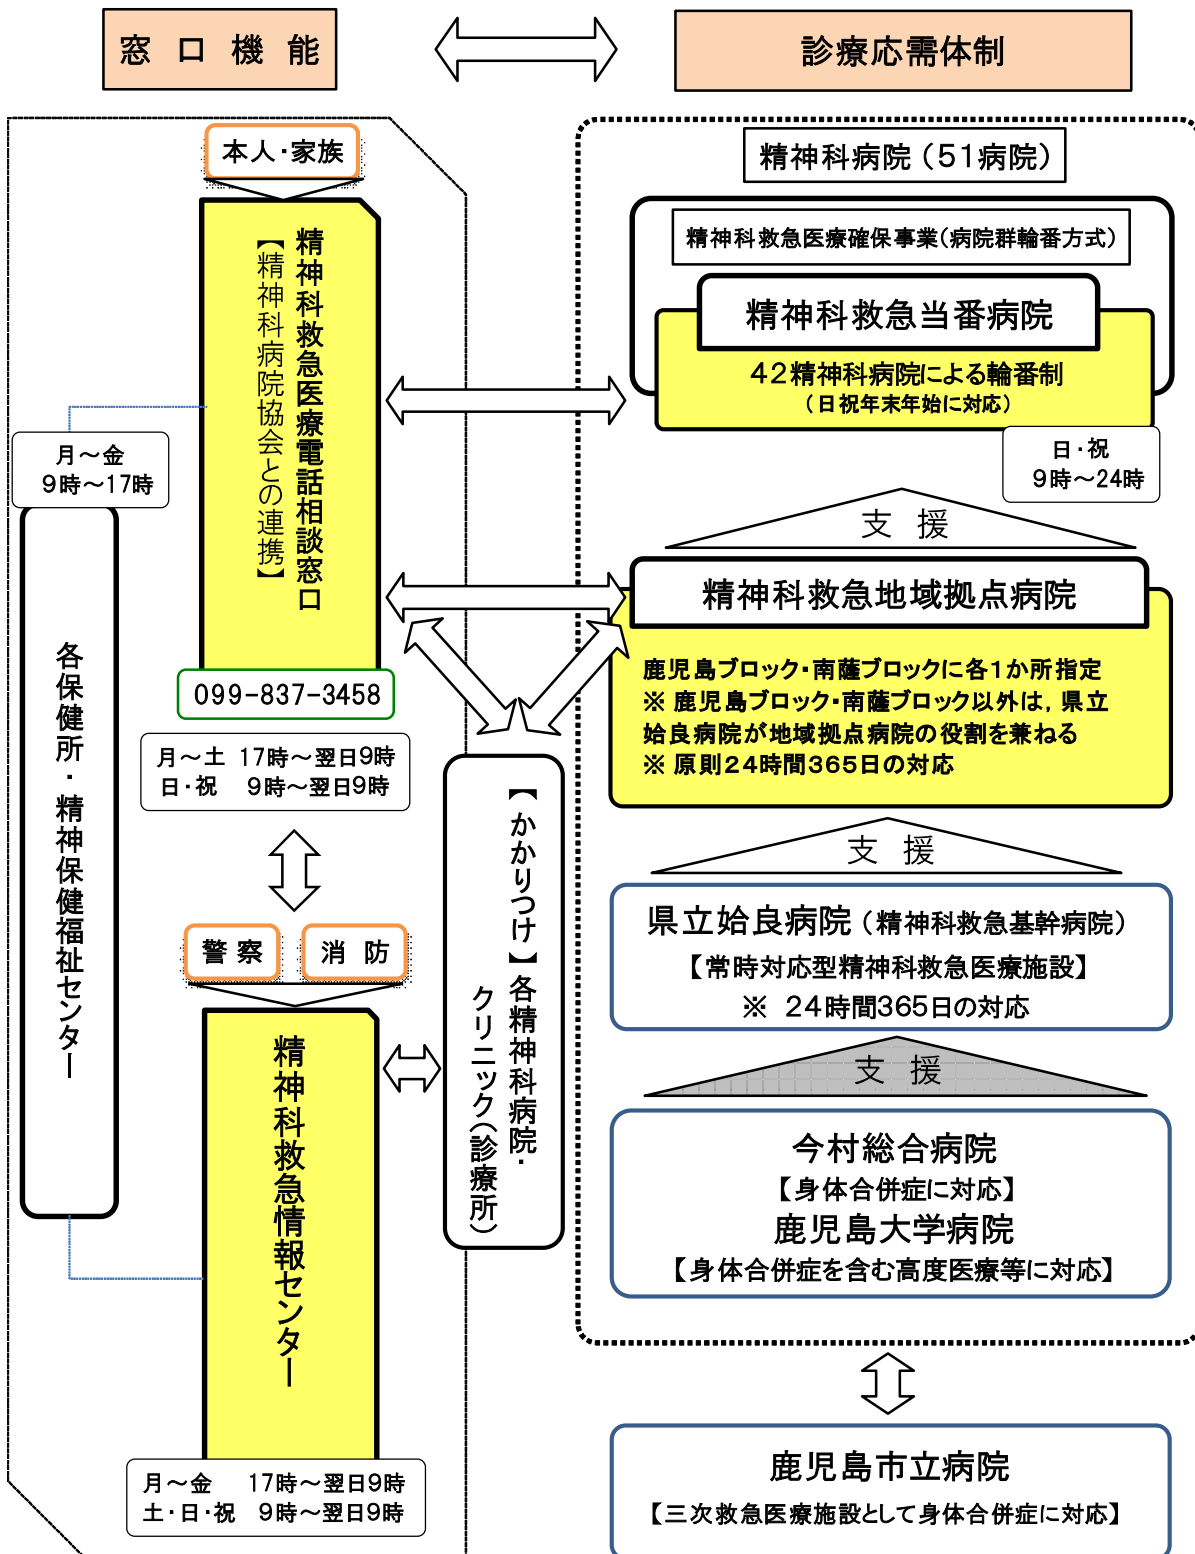 窓口機能
診療応需体制
本人・家族
精神科救急医療電話相談窓口
【精神科病院協会との連携】
099-837-3458
月～土 17時～翌日9時
日・祝 9時～翌日9時
月～金
9時～17時
各保健所・精神保健福祉センター
警察
消防
精神科救急情報センター
月～金 17時～翌日9時
土・日・祝 9時～翌日9時
【かかりつけ】各精神科病院・
クリニック（診療所）
精神科病院（51病院）
精神科救急医療確保事業（病院群輪番方式）
精神科救急当番病院
42精神科病院による輪番制
（日祝年末年始に対応）
日・祝
9時～24時
支援
精神科救急地域拠点病院
鹿児島ブロック・南薩ブロックに各1か所指定
※ 鹿児島ブロック・南薩ブロック以外は，県立
姶良病院が地域拠点病院の役割を兼ねる
※ 原則24時間365日の対応
支援
県立姶良病院（精神科救急基幹病院）
【常時対応型精神科救急医療施設】
※ 24時間365日の対応
支援
今村総合病院
【身体合併症に対応】
鹿児島大学病院
【身体合併症を含む高度医療等に対応】
鹿児島市立病院
【三次救急医療施設として身体合併症に対応】